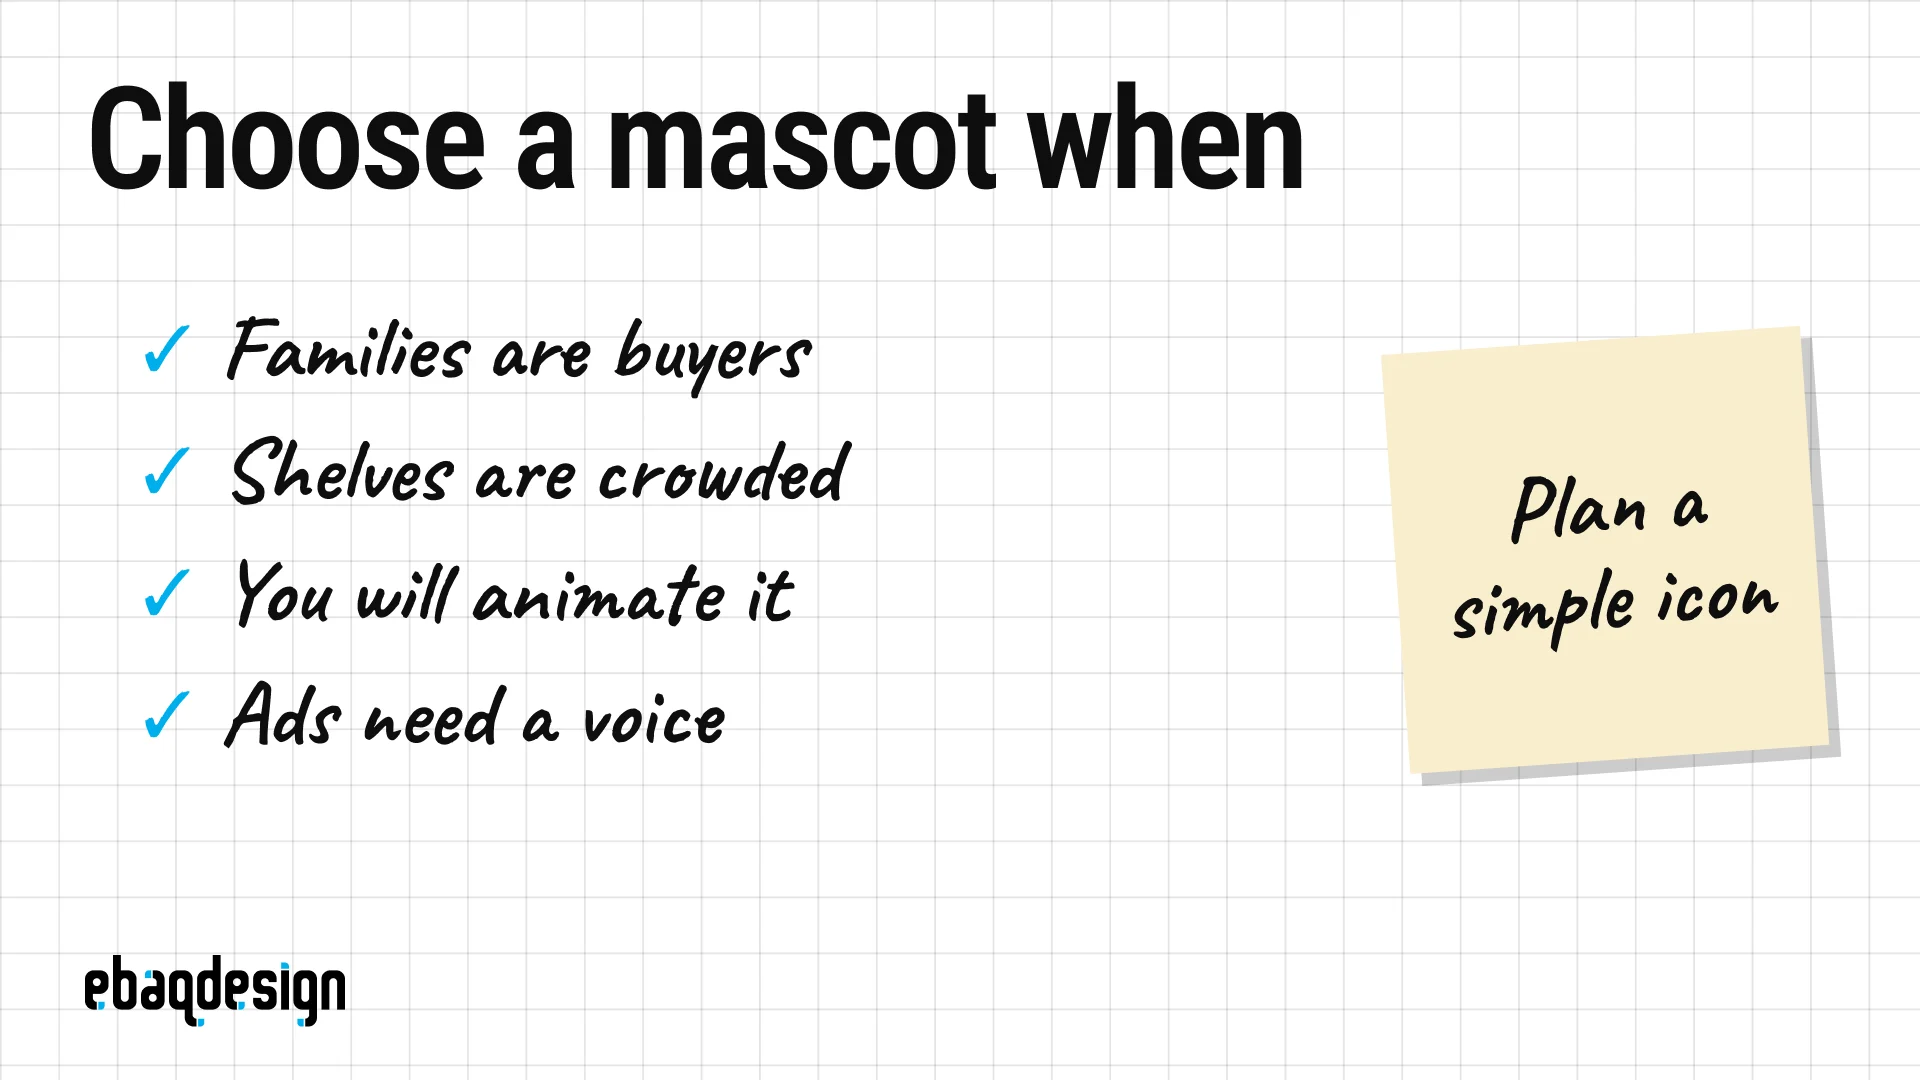 Choose a mascot when
✓ Families are buyers
✓ Shelves are crowded
✓ You will animate it
✓ Ads need a voice
Plan a
simple icon
ebaqdesign